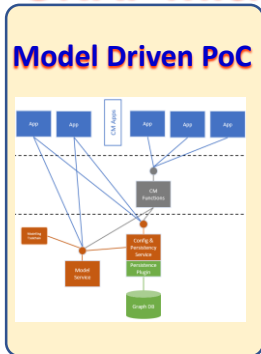 Model Driven PoC
App
App
CM Apps
App
App
App
CM
Functions
Config &
Persistency
Service
Model
Service
Persistence
Plugin
Graph DB